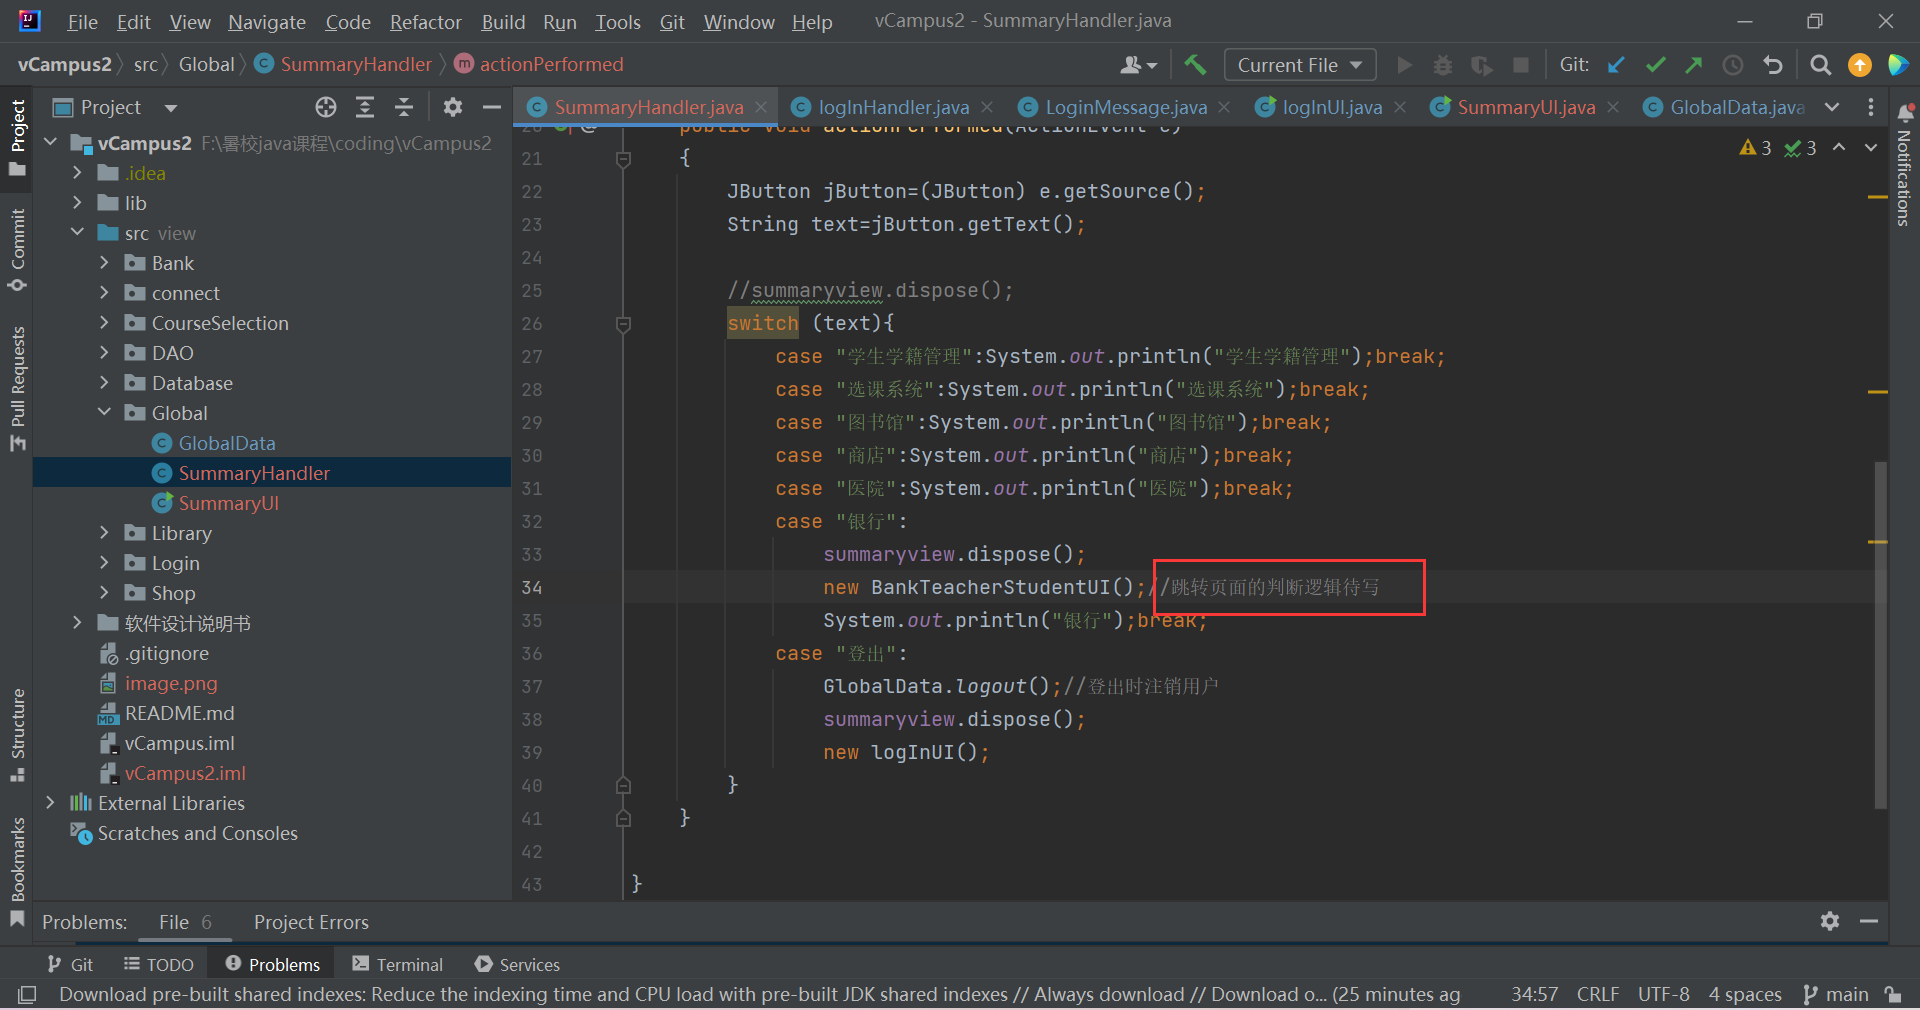 File Edit View Navigate Code Refactor Build Run Tools Git Window Help vCampus2 - SummaryHandler.java
vCampus2 src Global SummaryHandler actionPerformed Current File Git:
Project
SummaryHandler.java logInHandler.java LoginMessage.java logInUI.java SummaryUI.java GlobalData.java
vCampus2 F:\暑校java课程\coding\vCampus2
.idea
lib
src view
Bank
connect
CourseSelection
DAO
Database
Global
GlobalData
SummaryHandler
SummaryUI
Library
Login
Shop
软件设计说明书
.gitignore
image.png
README.md
vCampus.iml
vCampus2.iml
External Libraries
Scratches and Consoles
Project
Commit
Pull Requests
Structure
Bookmarks
20 public void actionPerformed(ActionEvent e)
21 {
22 JButton jButton=(JButton) e.getSource();
23 String text=jButton.getText();
24
25 //summaryview.dispose();
26 switch (text){
27 case "学生学籍管理":System.out.println("学生学籍管理");break;
28 case "选课系统":System.out.println("选课系统");break;
29 case "图书馆":System.out.println("图书馆");break;
30 case "商店":System.out.println("商店");break;
31 case "医院":System.out.println("医院");break;
32 case "银行":
33 summaryview.dispose();
34 new BankTeacherStudentUI();//跳转页面的判断逻辑待写
35 System.out.println("银行");break;
36 case "登出":
37 GlobalData.logout();//登出时注销用户
38 summaryview.dispose();
39 new logInUI();
40 }
41 }
42
43 }
3 3
Notifications
Problems: File 6 Project Errors
Git TODO Problems Terminal Services
Download pre-built shared indexes: Reduce the indexing time and CPU load with pre-built JDK shared indexes // Always download // Download o... (25 minutes ag 34:57 CRLF UTF-8 4 spaces main